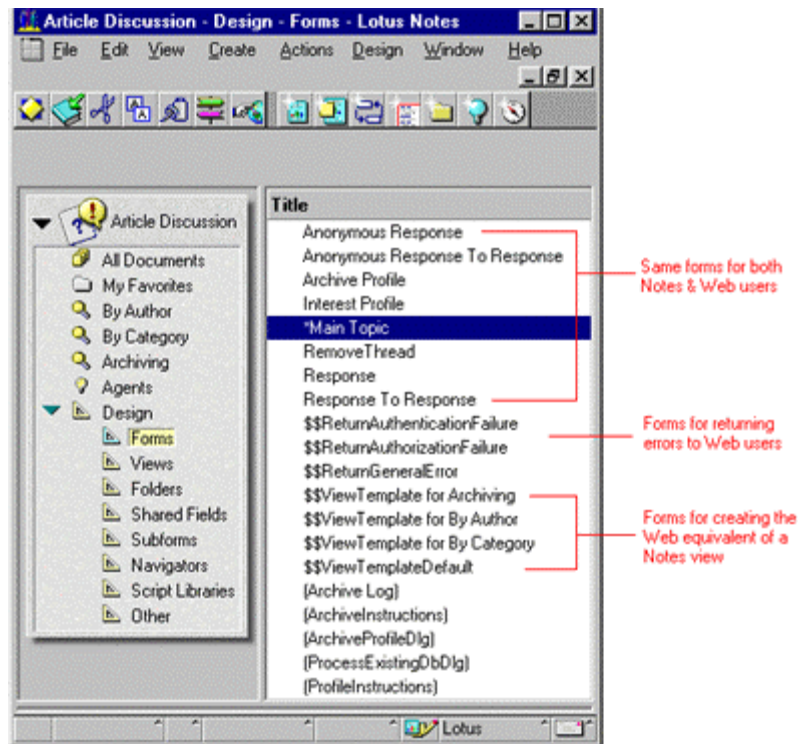 Article Discussion - Design - Forms - Lotus Notes
File Edit View Create Actions Design Window Help
Article Discussion
All Documents
My Favorites
By Author
By Category
Archiving
Agents
Design
Forms
Views
Folders
Shared Fields
Subforms
Navigators
Script Libraries
Other
Title
Anonymous Response
Anonymous Response To Response
Archive Profile
Interest Profile
*Main Topic
RemoveThread
Response
Response To Response
$$ReturnAuthenticationFailure
$$ReturnAuthorizationFailure
$$ReturnGeneralError
$$ViewTemplate for Archiving
$$ViewTemplate for By Author
$$ViewTemplate for By Category
$$ViewTemplateDefault
(Archive Log)
(ArchiveInstructions)
(ArchiveProfileDlg)
(ProcessExistingDbDlg)
(ProfileInstructions)
Same forms for both
Notes & Web users
Forms for returning
errors to Web users
Forms for creating the
Web equivalent of a
Notes view
Lotus